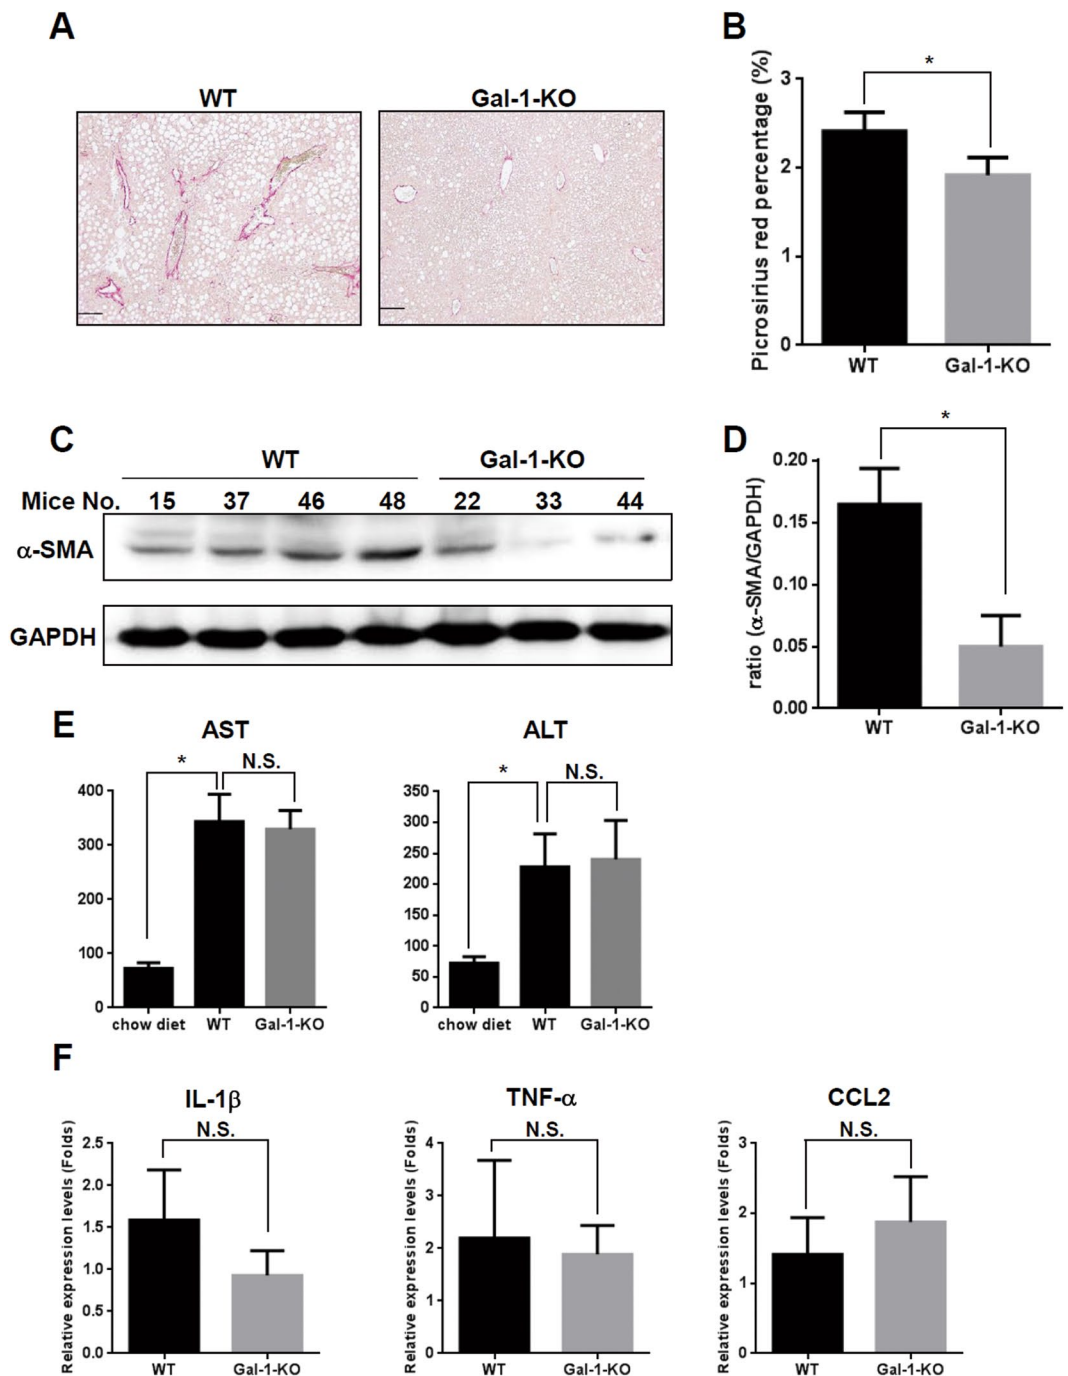 A
WT
Gal-1-KO
B
Picrosirius red percentage (%)
3
2
1
0
*
WT
Gal-1-KO
C
WT
Gal-1-KO
Mice No.
15 37 46 48 22 33 44
α-SMA
GAPDH
D
ratio (α-SMA/GAPDH)
0.20
0.15
0.10
0.05
0.00
*
WT
Gal-1-KO
E
AST
400
300
200
100
0
*
N.S.
chow diet WT Gal-1-KO
ALT
350
300
250
200
150
100
50
0
*
N.S.
chow diet WT Gal-1-KO
F
IL-1β
Relative expression levels (Folds)
2.5
2.0
1.5
1.0
0.5
0.0
N.S.
WT Gal-1-KO
TNF-α
Relative expression levels (Folds)
4
3
2
1
0
N.S.
WT Gal-1-KO
CCL2
Relative expression levels (Folds)
3
2
1
0
N.S.
WT Gal-1-KO